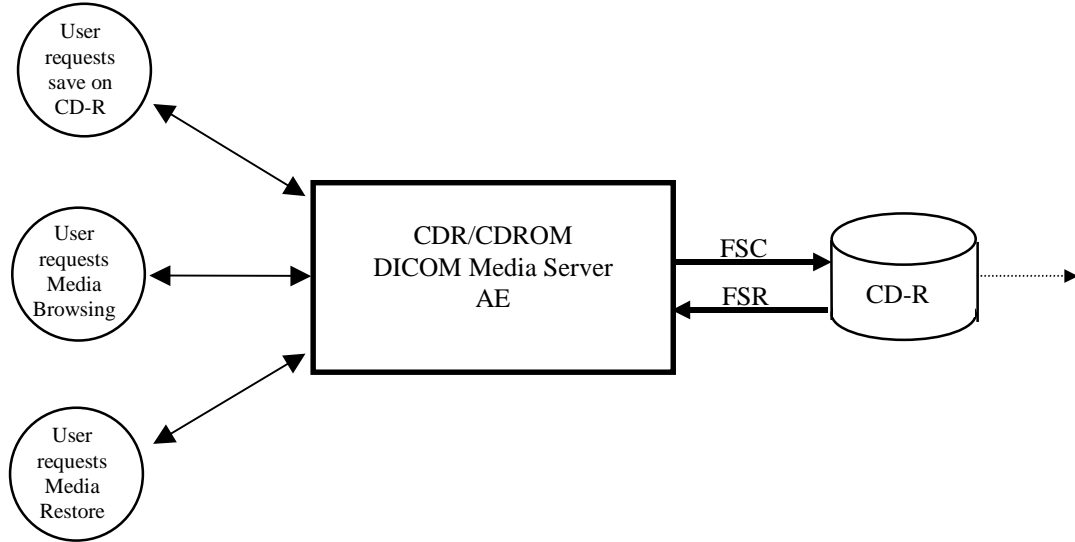 User
requests
save on
CD-R
User
requests
Media
Browsing
User
requests
Media
Restore
CDR/CDROM
DICOM Media Server
AE
FSC
FSR
CD-R